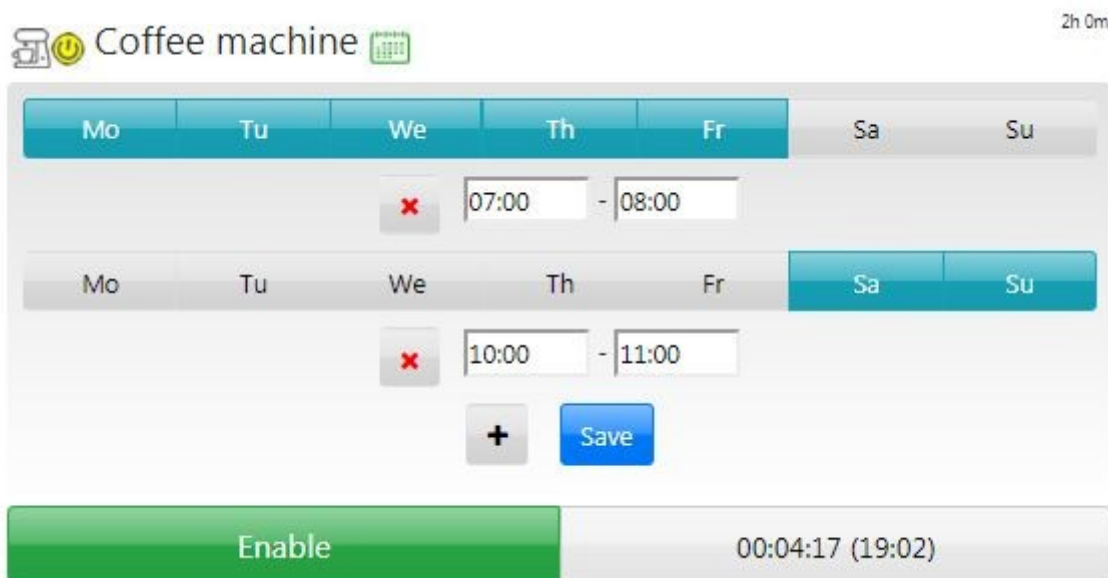 2h 0m
Coffee machine
Mo Tu We Th Fr Sa Su
07:00 - 08:00
Mo Tu We Th Fr Sa Su
10:00 - 11:00
+ Save
Enable 00:04:17 (19:02)